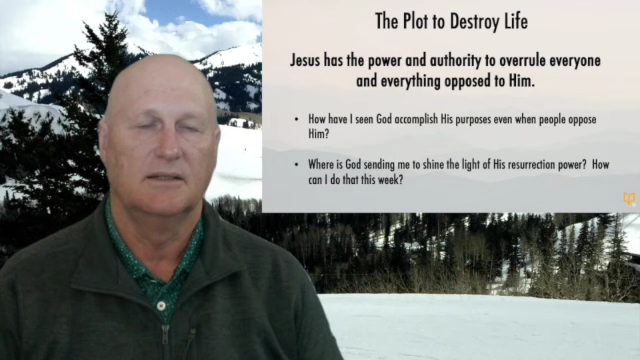 The Plot to Destroy Life
Jesus has the power and authority to overrule everyone
and everything opposed to Him.
• How have I seen God accomplish His purposes even when people oppose
Him?
• Where is God sending me to shine the light of His resurrection power? How
can I do that this week?